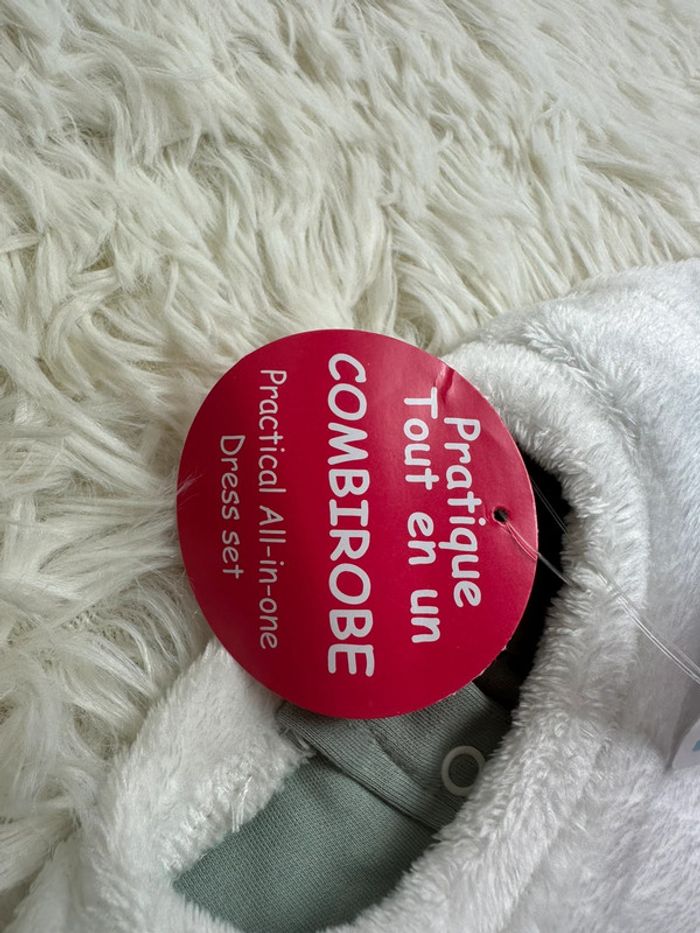 Pratique
Tout en un
COMBIROBE
Practical All-in-one
Dress set